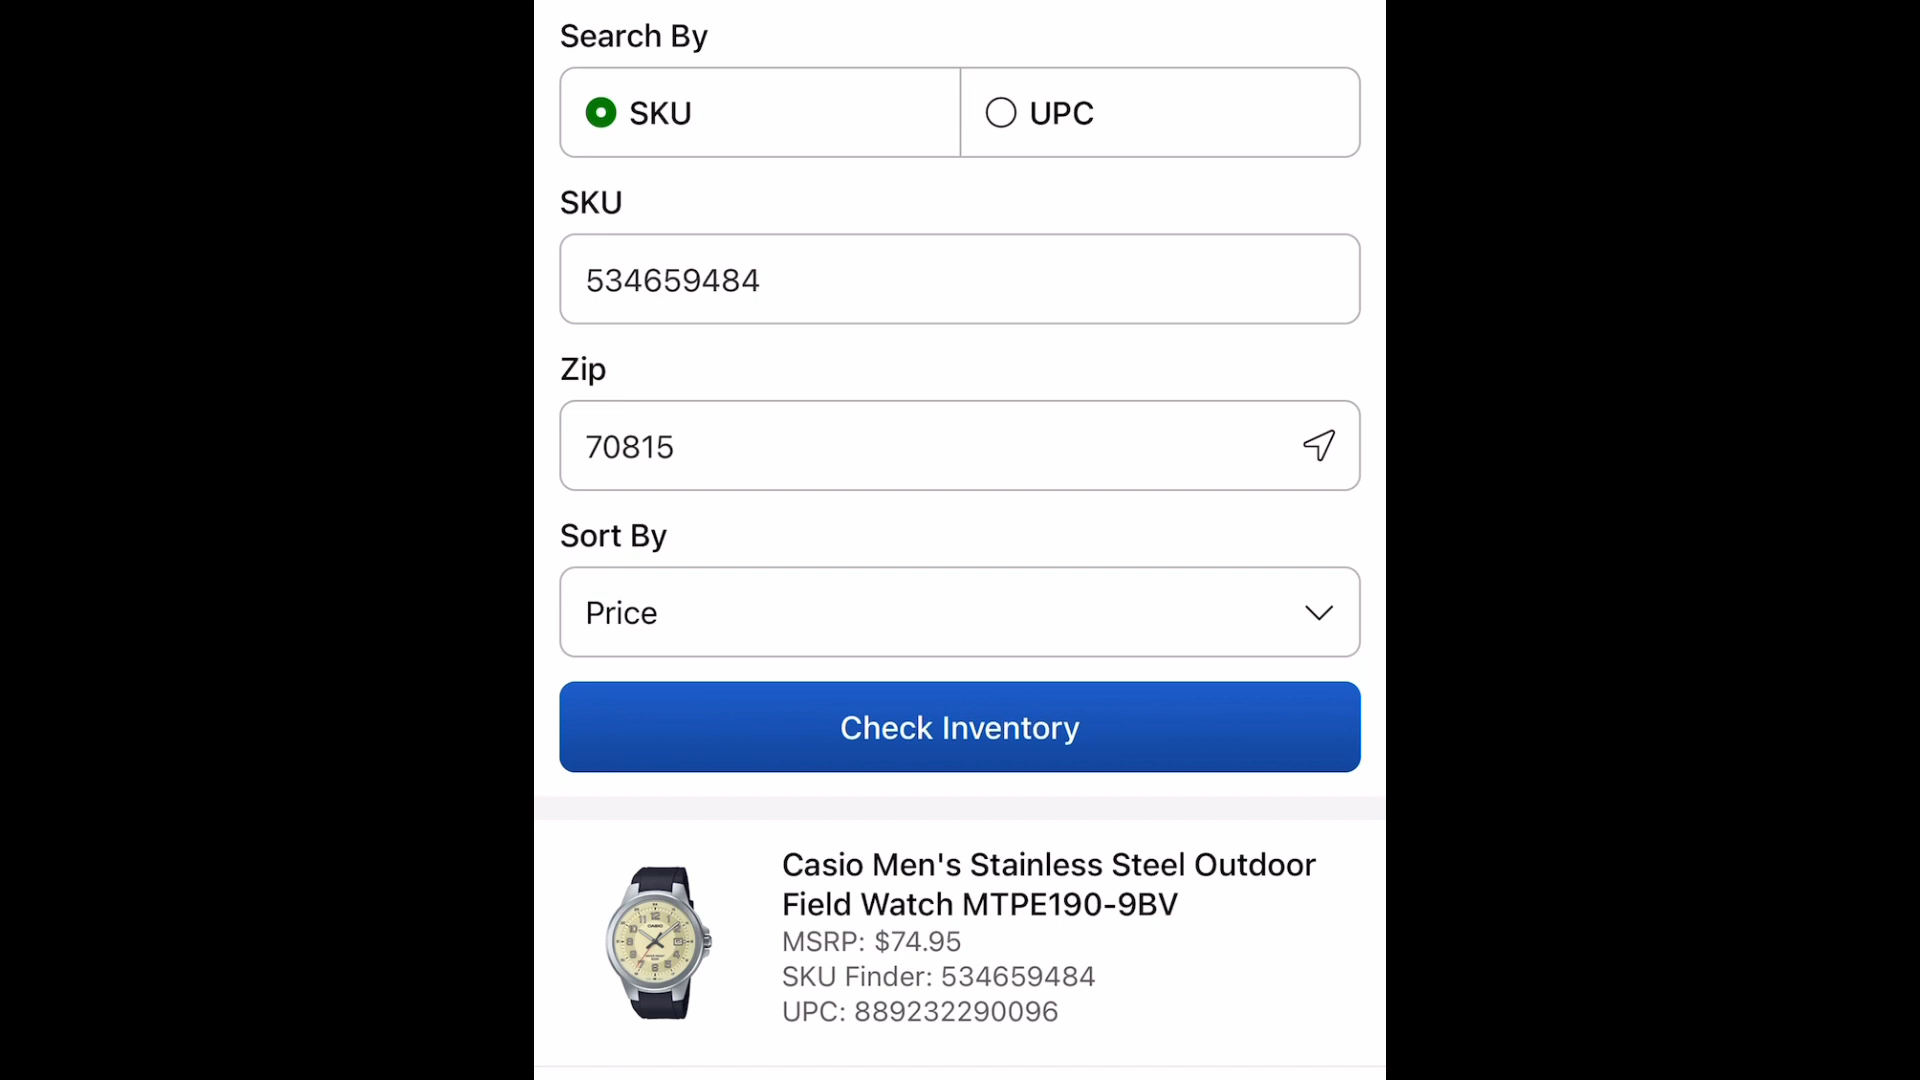 Search By
SKU
UPC
SKU
534659484
Zip
70815
Sort By
Price
Check Inventory
Casio Men's Stainless Steel Outdoor
Field Watch MTPE190-9BV
MSRP: $74.95
SKU Finder: 534659484
UPC: 889232290096